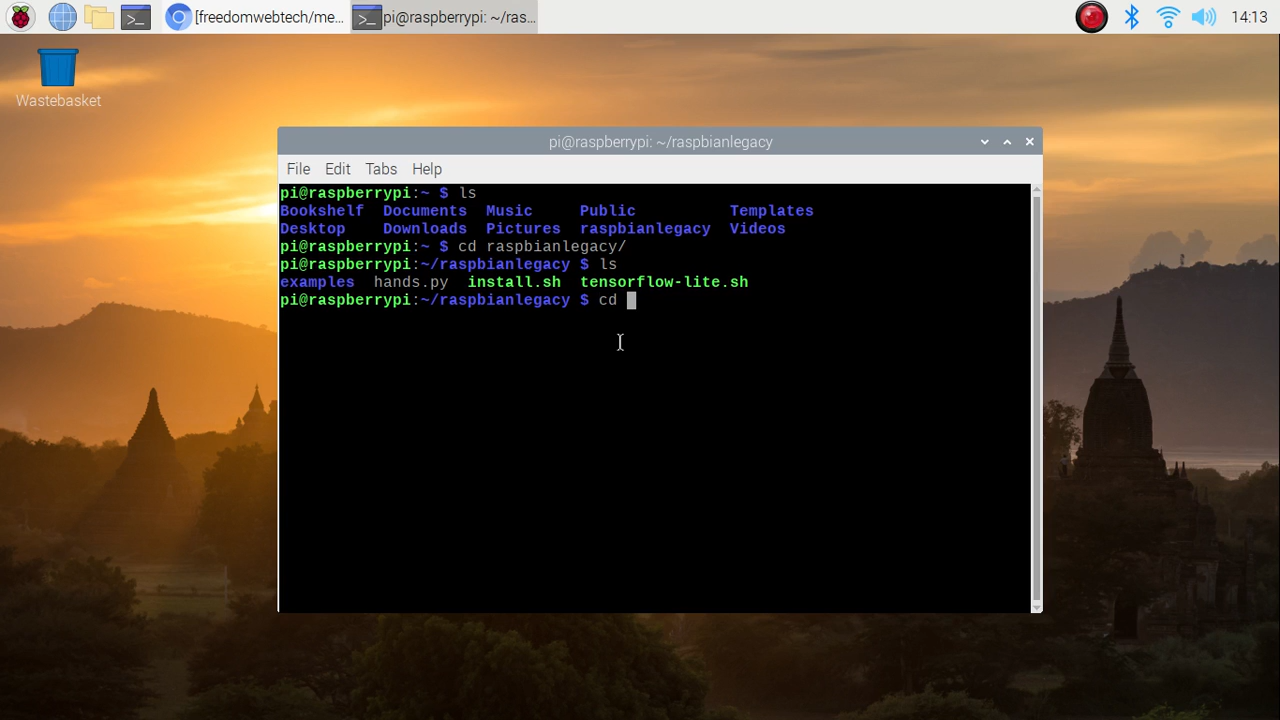 [freedomwebtech/me...
pi@raspberrypi: ~/ras...
14:13
Wastebasket
pi@raspberrypi: ~/raspbianlegacy
File Edit Tabs Help
pi@raspberrypi:~ $ ls
Bookshelf Documents Music Public Templates
Desktop Downloads Pictures raspbianlegacy Videos
pi@raspberrypi:~ $ cd raspbianlegacy/
pi@raspberrypi:~/raspbianlegacy $ ls
examples hands.py install.sh tensorflow-lite.sh
pi@raspberrypi:~/raspbianlegacy $ cd